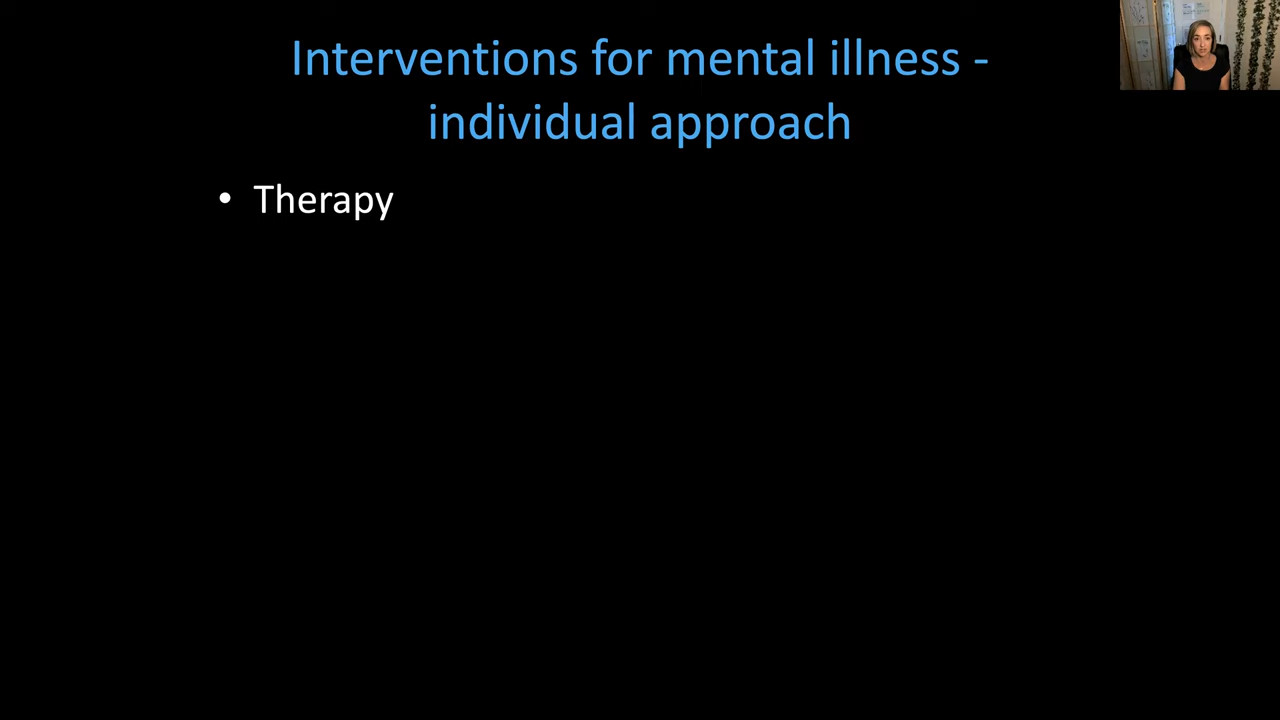 Interventions for mental illness -
individual approach
• Therapy